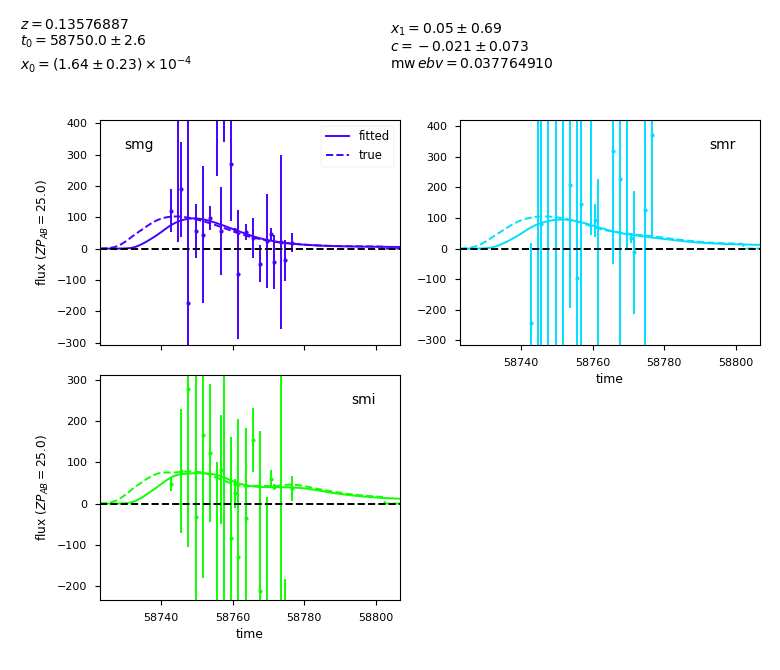 z = 0.13576887
t₀ = 58750.0 ± 2.6
x₀ = (1.64 ± 0.23) × 10⁻⁴
x₁ = 0.05 ± 0.69
c = −0.021 ± 0.073
mw ebv = 0.037764910
400
300
200
100
0
−100
−200
−300
flux (ZP_AB = 25.0)
smg
fitted
true
400
300
200
100
0
−100
−200
−300
smr
58740 58760 58780 58800
time
300
200
100
0
−100
−200
flux (ZP_AB = 25.0)
smi
58740 58760 58780 58800
time